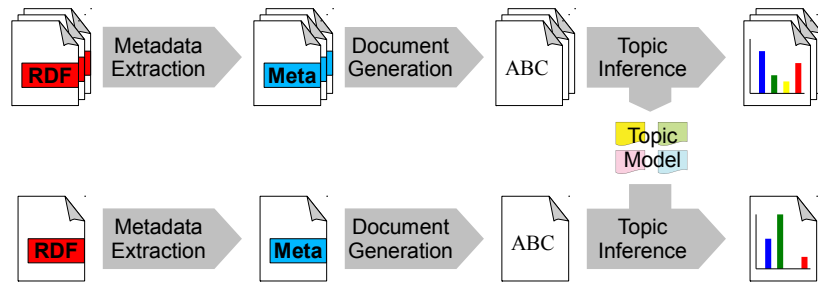 RDF
Metadata
Extraction
Meta
Document
Generation
ABC
Topic
Inference
Topic
Model
RDF
Metadata
Extraction
Meta
Document
Generation
ABC
Topic
Inference